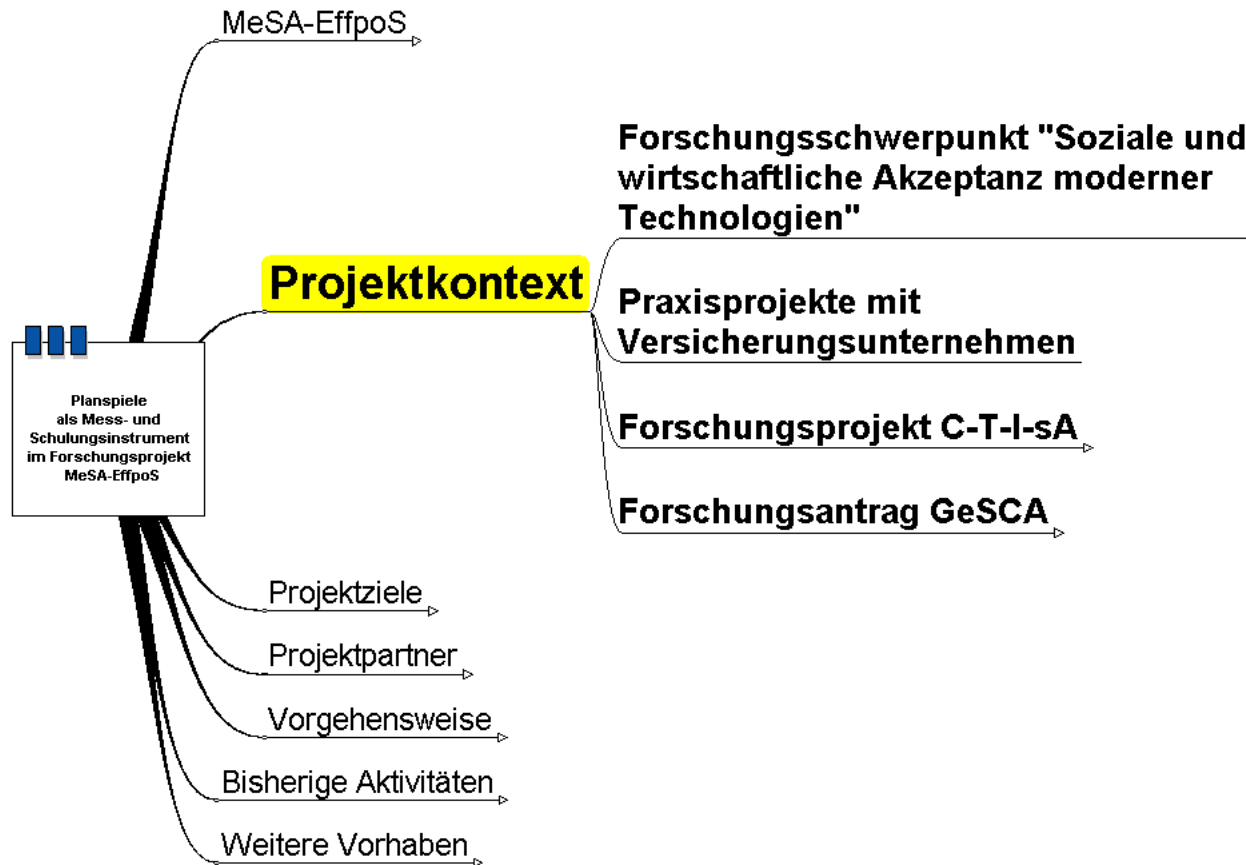 MeSA-EffpoS
Forschungsschwerpunkt "Soziale und
wirtschaftliche Akzeptanz moderner
Technologien"
Projektkontext
Praxisprojekte mit
Versicherungsunternehmen
Planspiele
als Mess- und
Schulungsinstrument
im Forschungsprojekt
MeSA-EffpoS
Forschungsprojekt C-T-I-sA
Forschungsantrag GeSCA
Projektziele
Projektpartner
Vorgehensweise
Bisherige Aktivitäten
Weitere Vorhaben